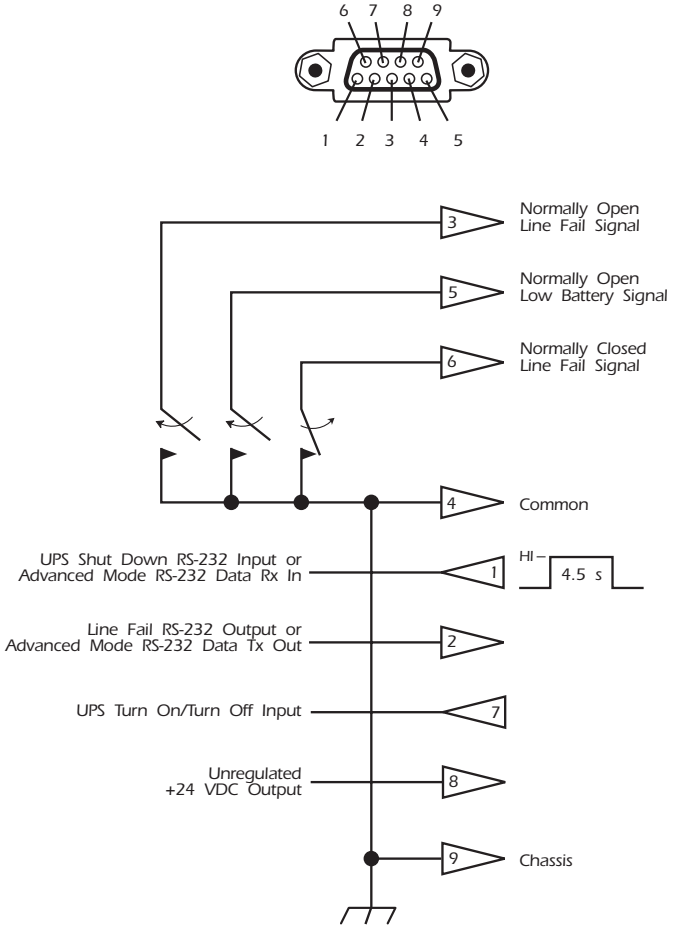 6 7 8 9
1 2 3 4 5
3
Normally Open
Line Fail Signal
5
Normally Open
Low Battery Signal
6
Normally Closed
Line Fail Signal
4
Common
UPS Shut Down RS-232 Input or
Advanced Mode RS-232 Data Rx In
1
HI
4.5 s
Line Fail RS-232 Output or
Advanced Mode RS-232 Data Tx Out
2
UPS Turn On/Turn Off Input
7
Unregulated
+24 VDC Output
8
9
Chassis